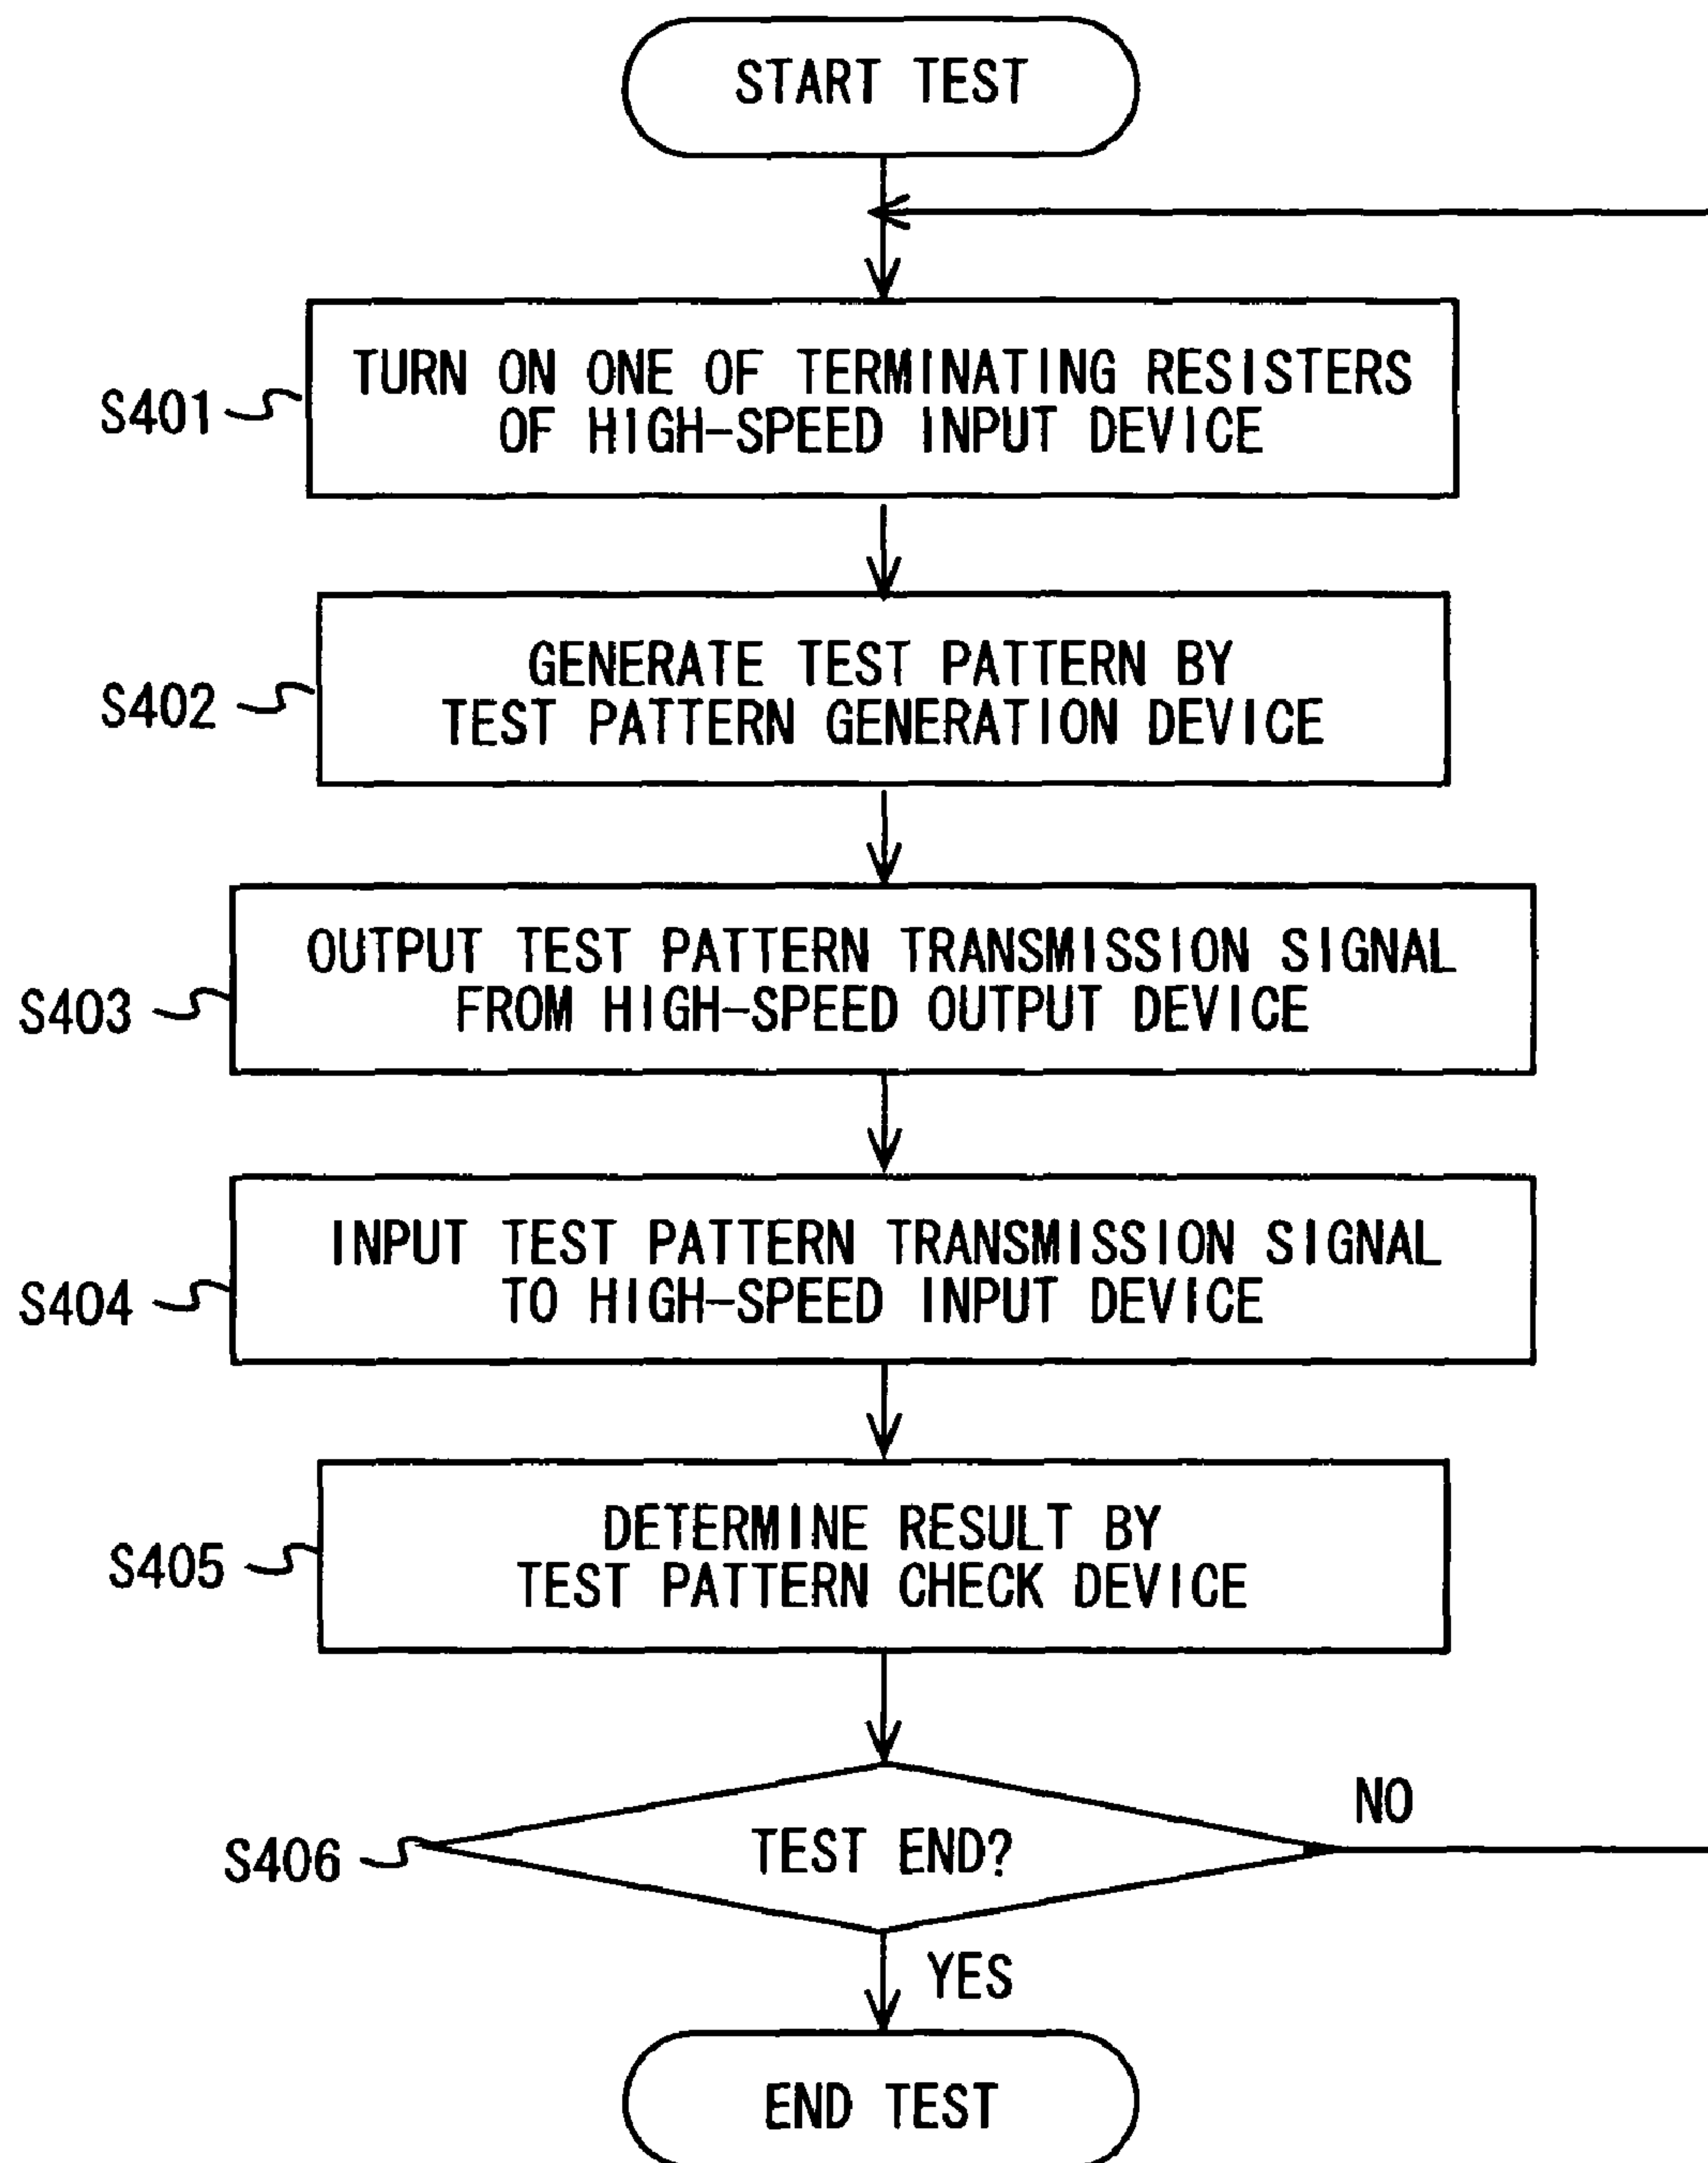 START TEST
S401
TURN ON ONE OF TERMINATING RESISTERS
OF HIGH-SPEED INPUT DEVICE
S402
GENERATE TEST PATTERN BY
TEST PATTERN GENERATION DEVICE
S403
OUTPUT TEST PATTERN TRANSMISSION SIGNAL
FROM HIGH-SPEED OUTPUT DEVICE
S404
INPUT TEST PATTERN TRANSMISSION SIGNAL
TO HIGH-SPEED INPUT DEVICE
S405
DETERMINE RESULT BY
TEST PATTERN CHECK DEVICE
S406
TEST END?
NO
YES
END TEST